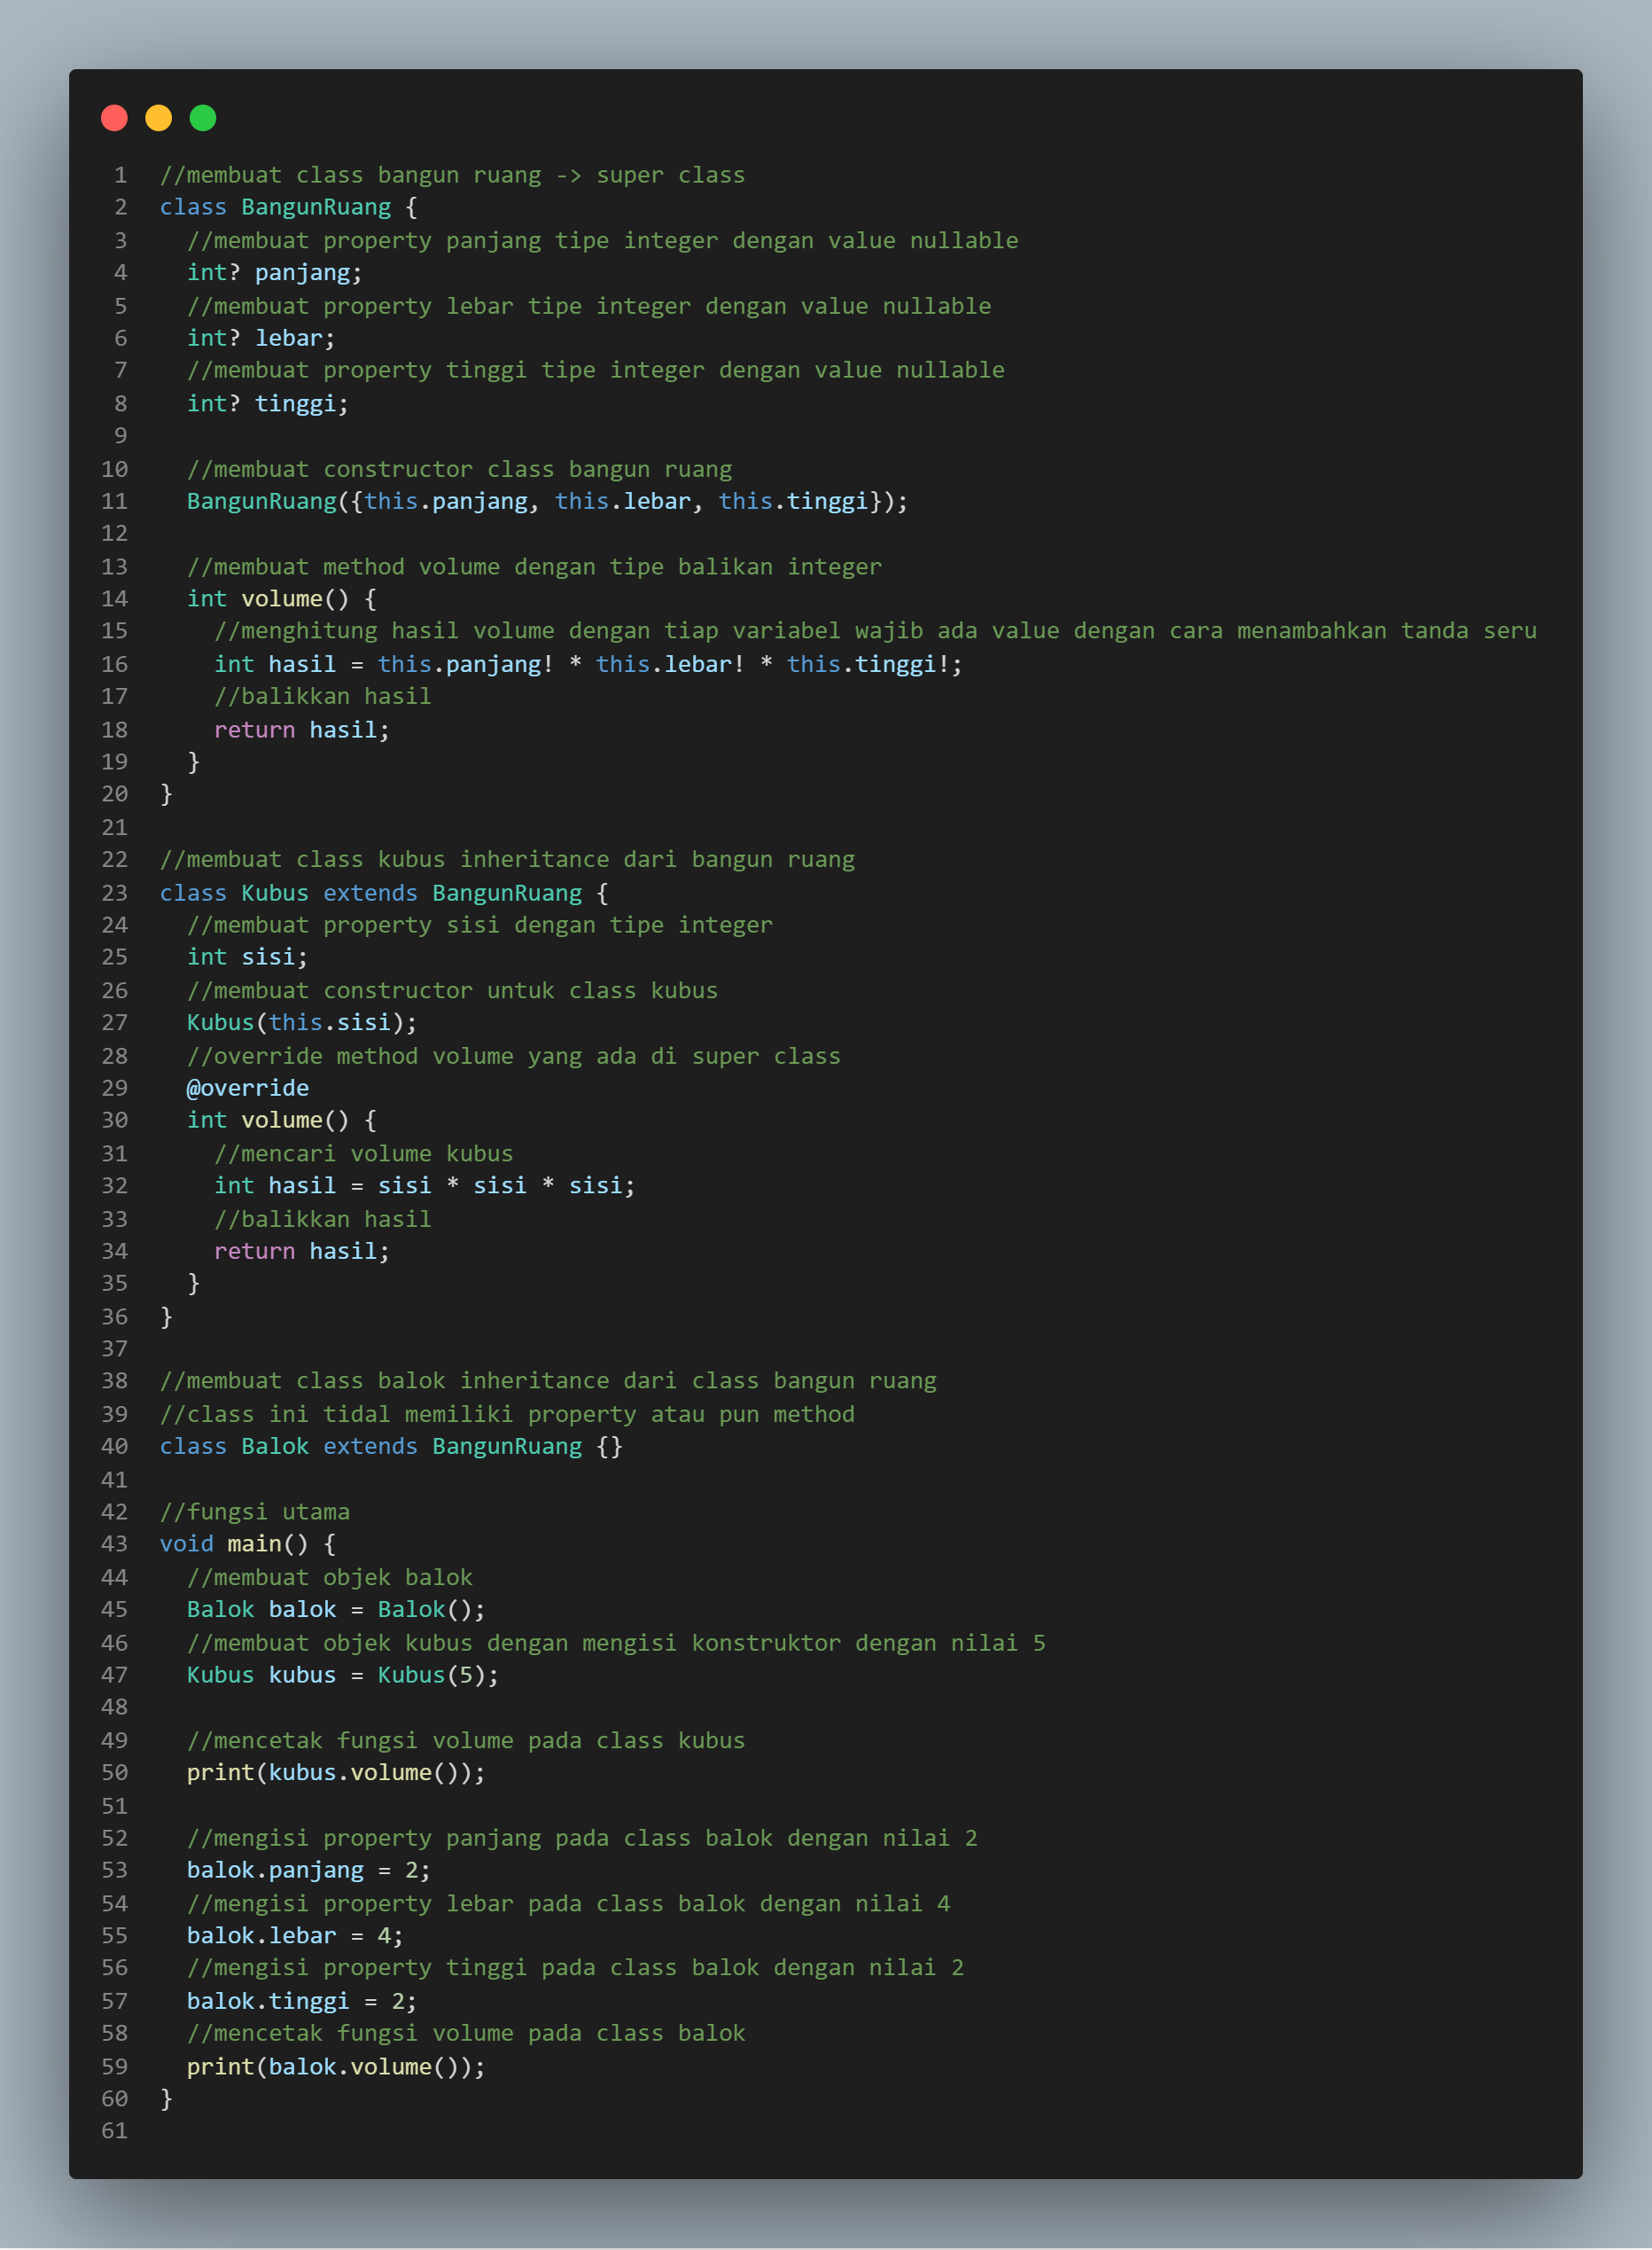 1 //membuat class bangun ruang -> super class
2 class BangunRuang {
3   //membuat property panjang tipe integer dengan value nullable
4   int? panjang;
5   //membuat property lebar tipe integer dengan value nullable
6   int? lebar;
7   //membuat property tinggi tipe integer dengan value nullable
8   int? tinggi;
9
10   //membuat constructor class bangun ruang
11   BangunRuang({this.panjang, this.lebar, this.tinggi});
12
13   //membuat method volume dengan tipe balikan integer
14   int volume() {
15     //menghitung hasil volume dengan tiap variabel wajib ada value dengan cara menambahkan tanda seru
16     int hasil = this.panjang! * this.lebar! * this.tinggi!;
17     //balikkan hasil
18     return hasil;
19   }
20 }
21
22 //membuat class kubus inheritance dari bangun ruang
23 class Kubus extends BangunRuang {
24   //membuat property sisi dengan tipe integer
25   int sisi;
26   //membuat constructor untuk class kubus
27   Kubus(this.sisi);
28   //override method volume yang ada di super class
29   @override
30   int volume() {
31     //mencari volume kubus
32     int hasil = sisi * sisi * sisi;
33     //balikkan hasil
34     return hasil;
35   }
36 }
37
38 //membuat class balok inheritance dari class bangun ruang
39 //class ini tidal memiliki property atau pun method
40 class Balok extends BangunRuang {}
41
42 //fungsi utama
43 void main() {
44   //membuat objek balok
45   Balok balok = Balok();
46   //membuat objek kubus dengan mengisi konstruktor dengan nilai 5
47   Kubus kubus = Kubus(5);
48
49   //mencetak fungsi volume pada class kubus
50   print(kubus.volume());
51
52   //mengisi property panjang pada class balok dengan nilai 2
53   balok.panjang = 2;
54   //mengisi property lebar pada class balok dengan nilai 4
55   balok.lebar = 4;
56   //mengisi property tinggi pada class balok dengan nilai 2
57   balok.tinggi = 2;
58   //mencetak fungsi volume pada class balok
59   print(balok.volume());
60 }
61